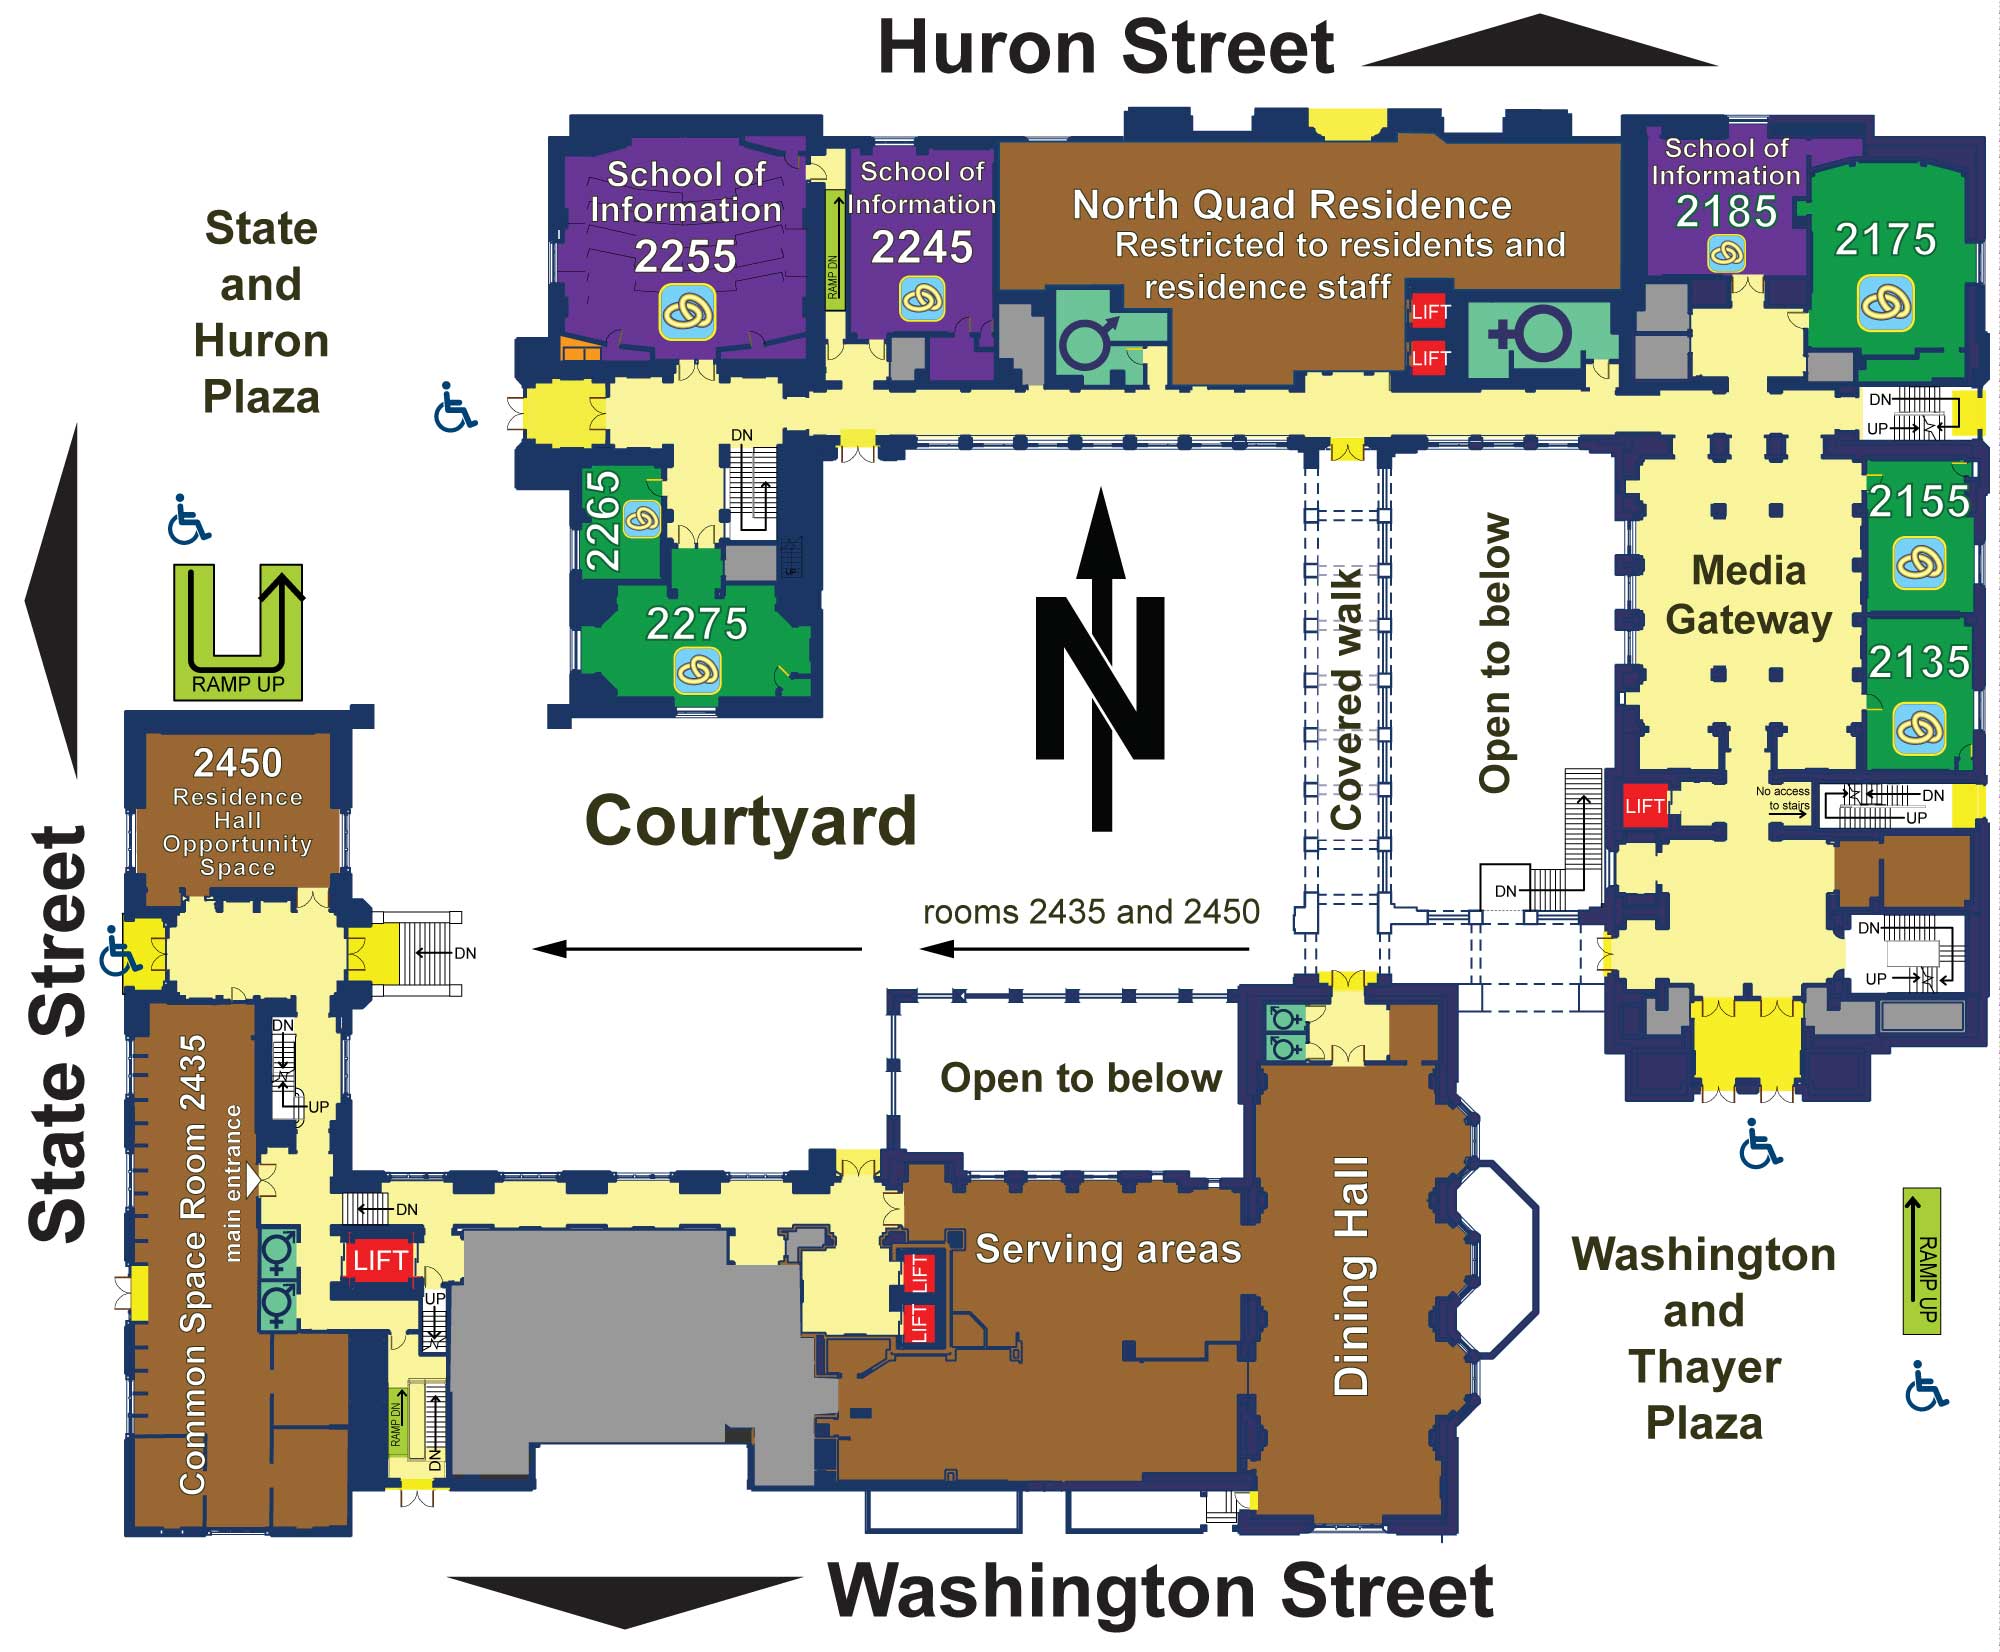 Huron Street
State
and
Huron
Plaza
School of
Information
2255
RAMP DN
School of
Information
2245
North Quad Residence
Restricted to residents and
residence staff
LIFT
LIFT
School of
Information
2185
2175
DN
UP
DN
2265
UP
2275
RAMP UP
N
Covered walk
Open to below
Media
Gateway
2155
2135
LIFT
No access
to stairs
DN
UP
DN
DN
UP
2450
Residence
Hall
Opportunity
Space
Courtyard
rooms 2435 and 2450
DN
State Street
DN
UP
Common Space Room 2435
main entrance
DN
LIFT
UP
RAMP DN
DN
Open to below
Serving areas
LIFT
LIFT
Dining Hall
Washington
and
Thayer
Plaza
RAMP UP
Washington Street